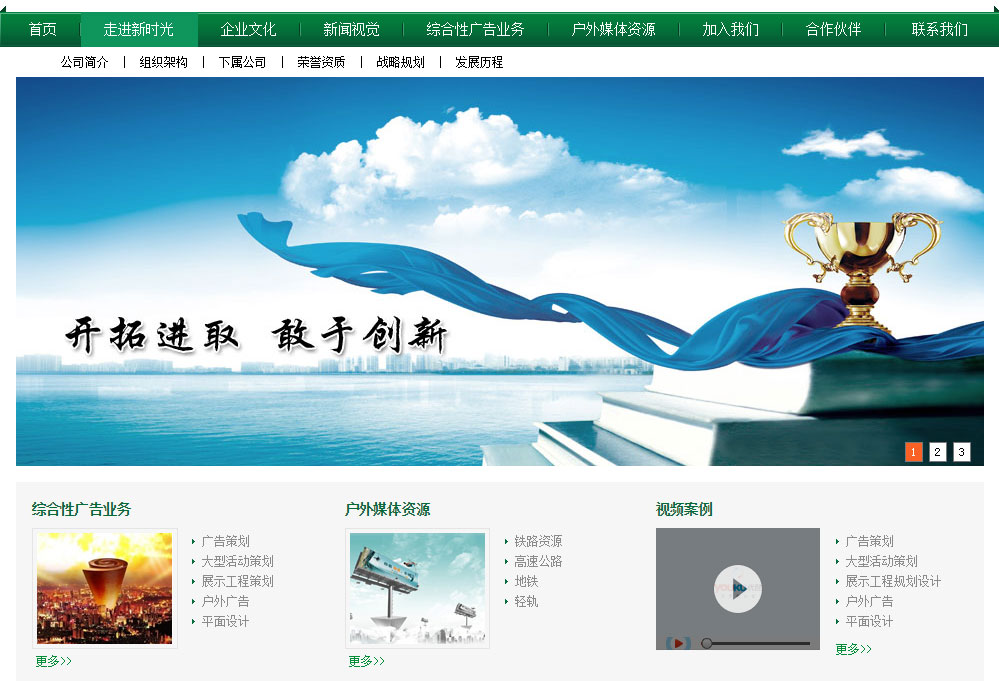 首页 走进新时光 企业文化 新闻视觉 综合性广告业务 户外媒体资源 加入我们 合作伙伴 联系我们
公司简介 | 组织架构 | 下属公司 | 荣誉资质 | 战略规划 | 发展历程
开拓进取 敢于创新
1 2 3
综合性广告业务
广告策划
大型活动策划
展示工程策划
户外广告
平面设计
更多>>
户外媒体资源
铁路资源
高速公路
地铁
轻轨
更多>>
视频案例
广告策划
大型活动策划
展示工程规划设计
户外广告
平面设计
更多>>